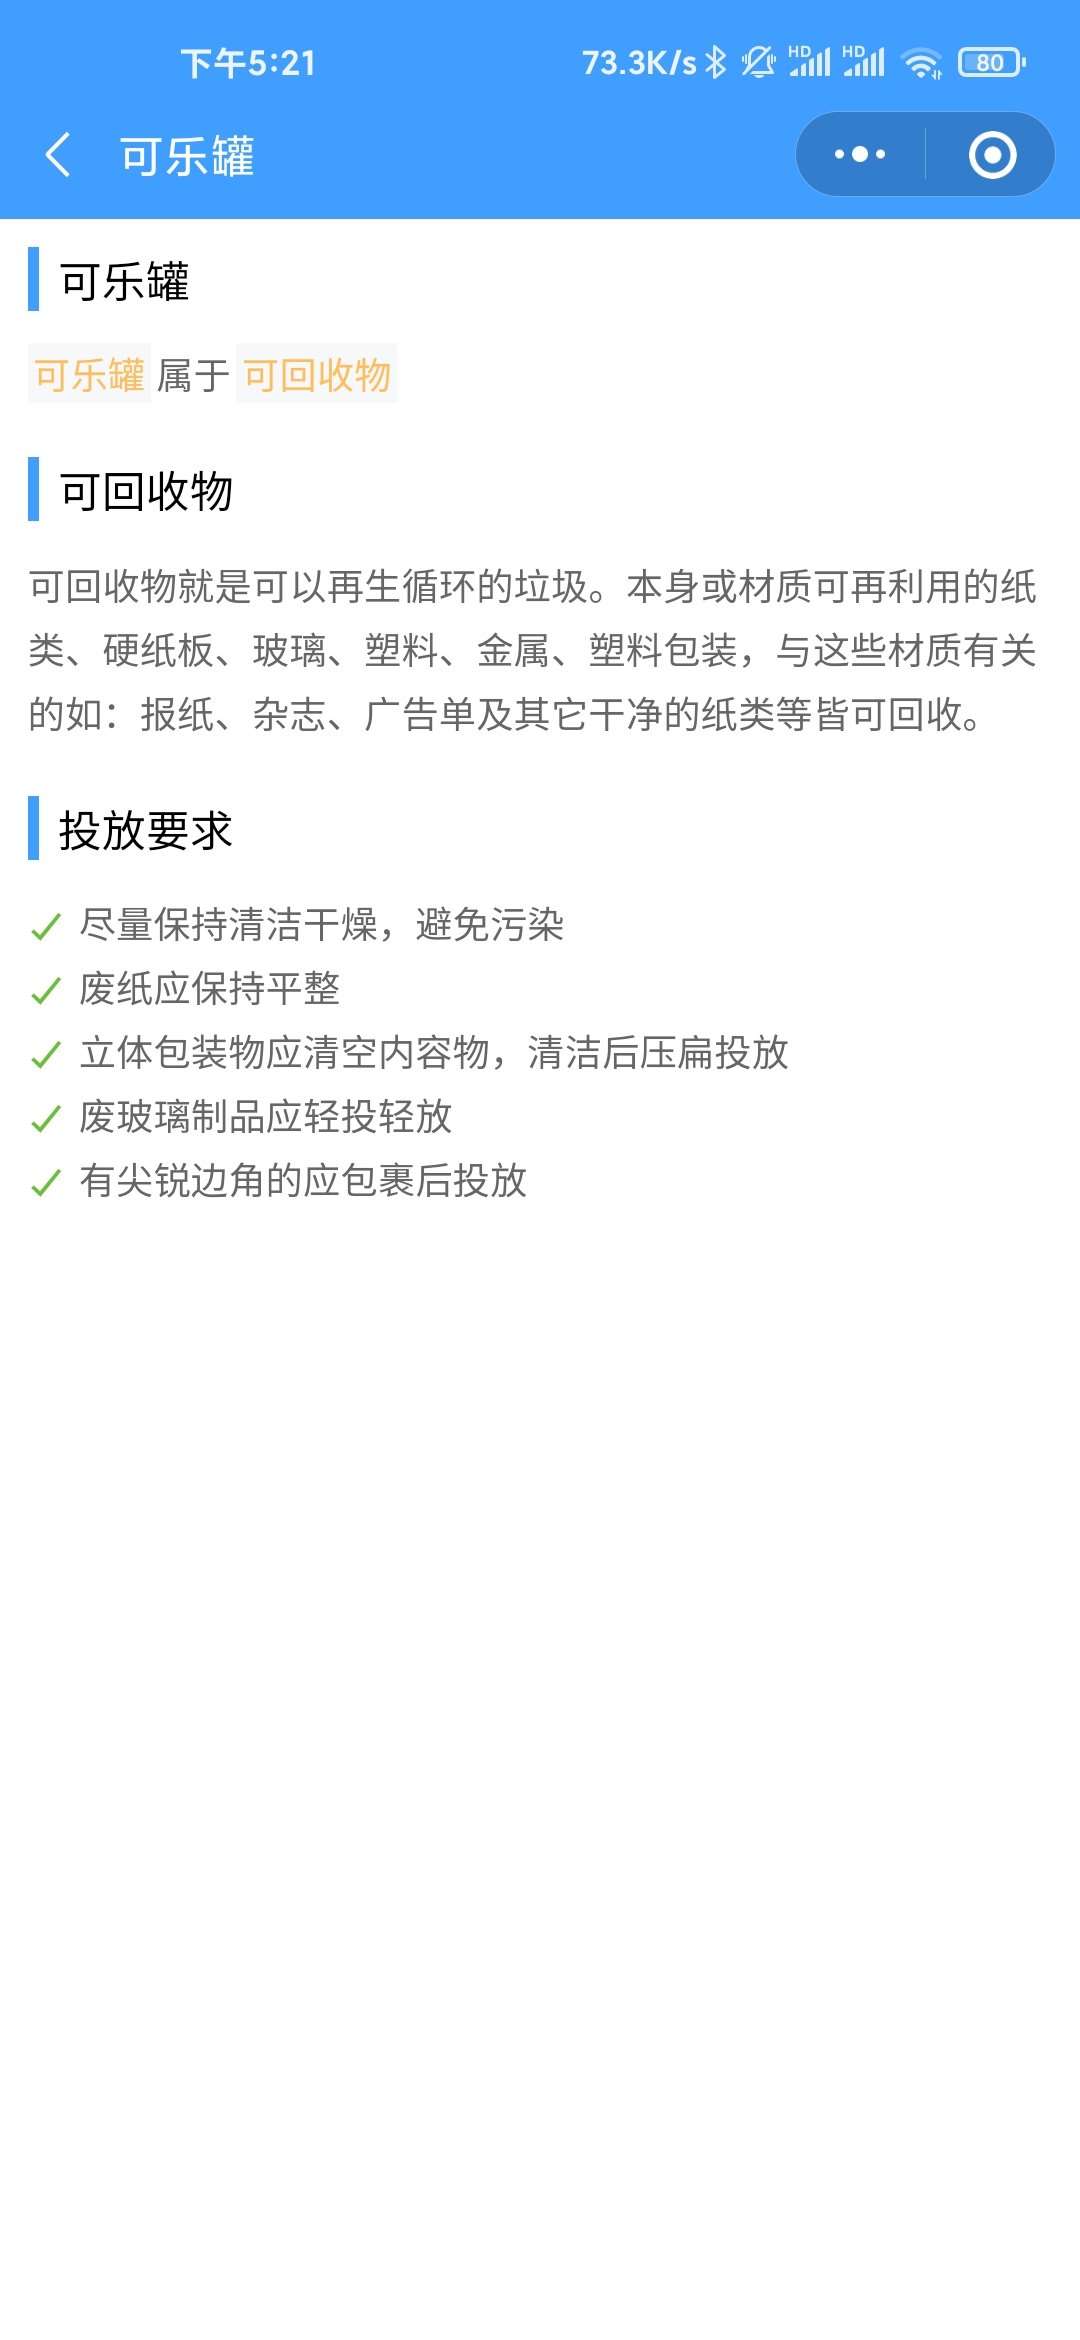 下午5:21
73.3K/s HD HD 80
可乐罐
可乐罐
可乐罐 属于 可回收物
可回收物
可回收物就是可以再生循环的垃圾。本身或材质可再利用的纸
类、硬纸板、玻璃、塑料、金属、塑料包装，与这些材质有关
的如：报纸、杂志、广告单及其它干净的纸类等皆可回收。
投放要求
尽量保持清洁干燥，避免污染
废纸应保持平整
立体包装物应清空内容物，清洁后压扁投放
废玻璃制品应轻投轻放
有尖锐边角的应包裹后投放